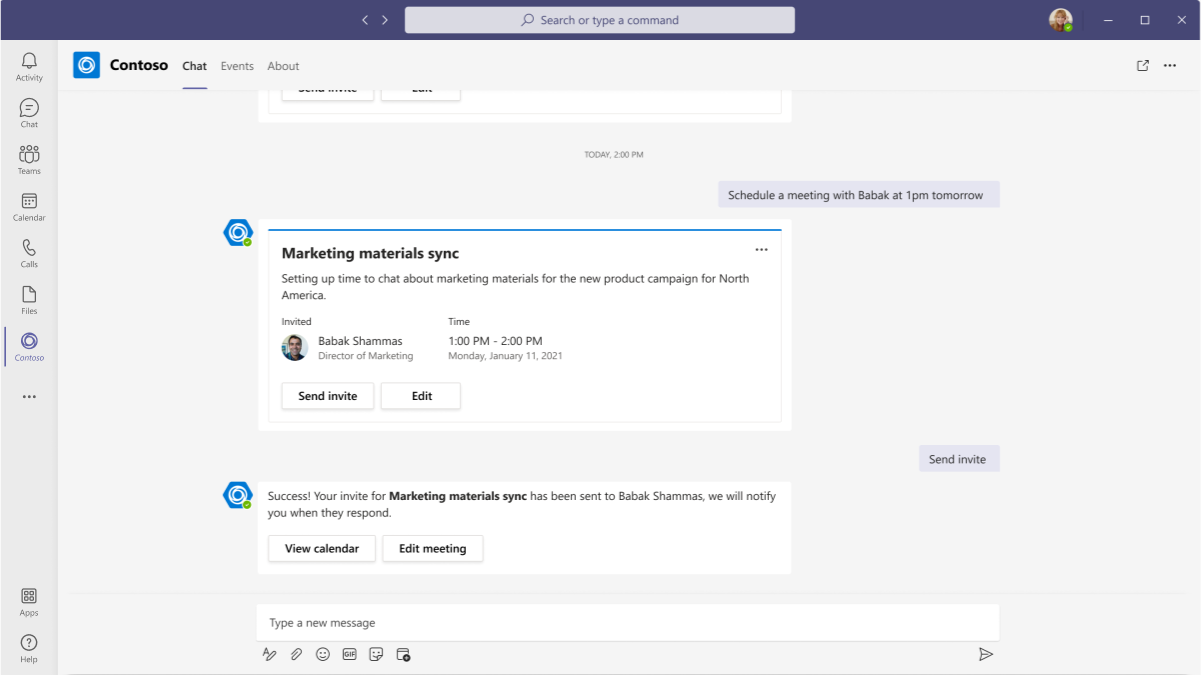 Search or type a command
Contoso Chat Events About
Activity
Chat
Teams
Calendar
Calls
Files
Contoso
Apps
Help
Send invite Edit
TODAY, 2:00 PM
Schedule a meeting with Babak at 1pm tomorrow
Marketing materials sync
Setting up time to chat about marketing materials for the new product campaign for North
America.
Invited Time
Babak Shammas 1:00 PM - 2:00 PM
Director of Marketing Monday, January 11, 2021
Send invite Edit
Send invite
Success! Your invite for Marketing materials sync has been sent to Babak Shammas, we will notify
you when they respond.
View calendar Edit meeting
Type a new message
GIF